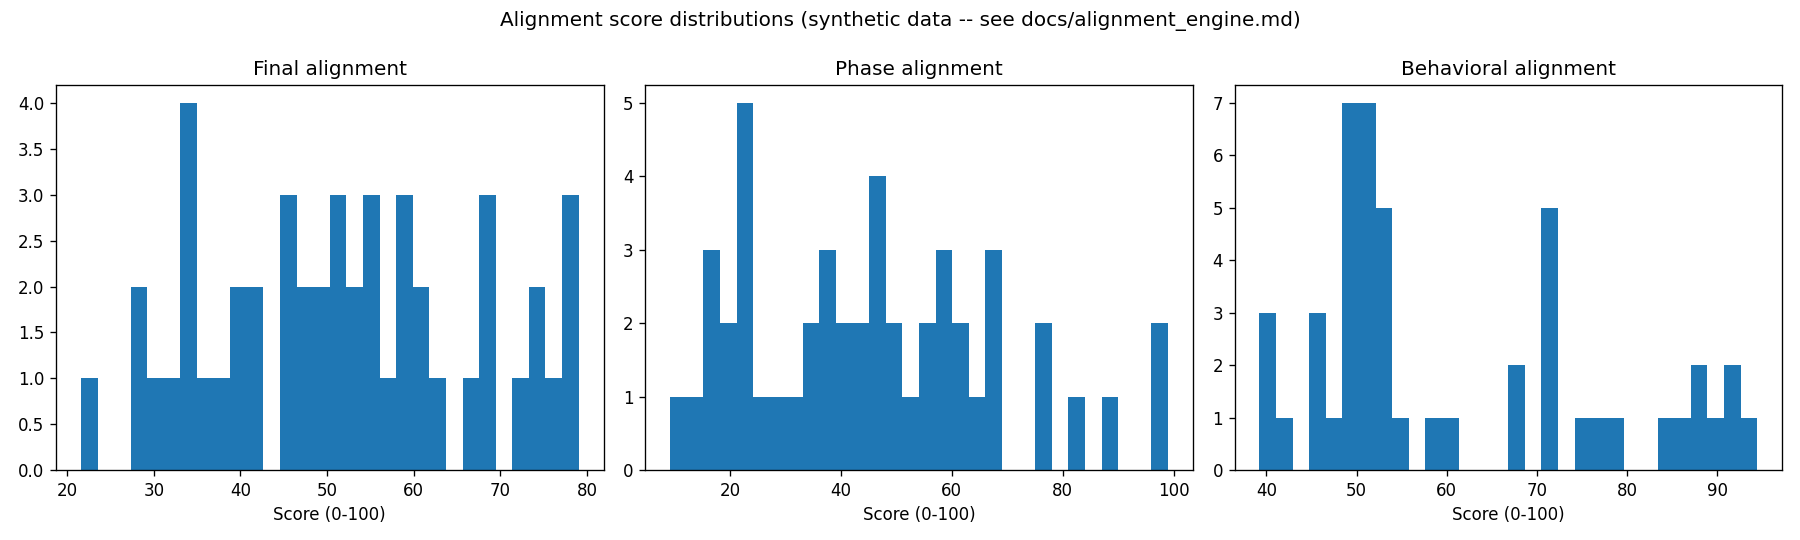 Alignment score distributions (synthetic data -- see docs/alignment_engine.md)
Final alignment
4.0
3.5
3.0
2.5
2.0
1.5
1.0
0.5
0.0
20 30 40 50 60 70 80
Score (0-100)
Phase alignment
5
4
3
2
1
0
20 40 60 80 100
Score (0-100)
Behavioral alignment
7
6
5
4
3
2
1
0
40 50 60 70 80 90
Score (0-100)